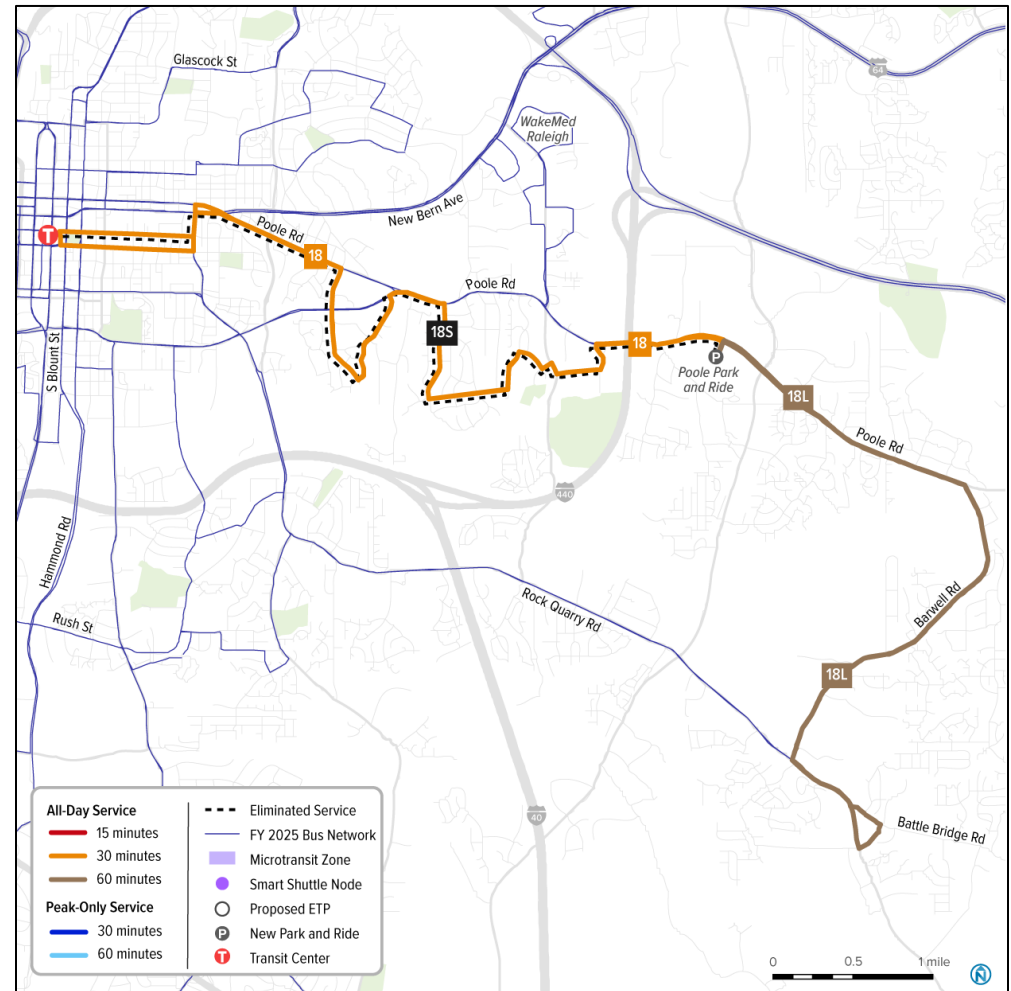 Glascock St
64
WakeMed
Raleigh
New Bern Ave
T
Poole Rd
18
Poole Rd
18S
18
P
Poole Park
and Ride
S Blount St
18L
Poole Rd
440
Hammond Rd
Rock Quarry Rd
Barwell Rd
Rush St
18L
40
Battle Bridge Rd
All-Day Service
15 minutes
30 minutes
60 minutes
Peak-Only Service
30 minutes
60 minutes
Eliminated Service
FY 2025 Bus Network
Microtransit Zone
Smart Shuttle Node
Proposed ETP
P New Park and Ride
T Transit Center
0 0.5 1 mile
N